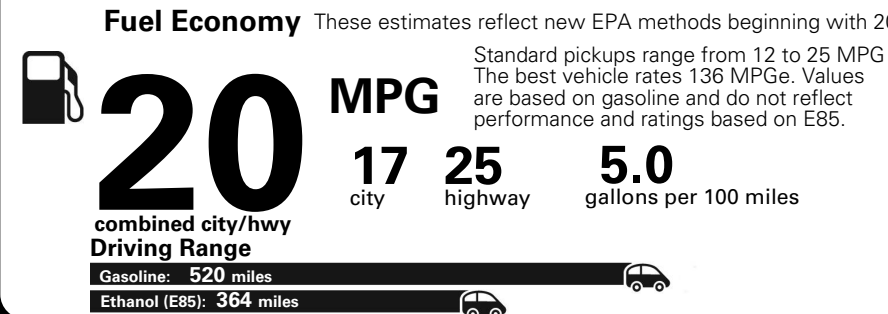 Fuel Economy These estimates reflect new EPA methods beginning with
Standard pickups range from 12 to 25 MPG
The best vehicle rates 136 MPGe. Values
are based on gasoline and do not reflect
performance and ratings based on E85.
20 MPG
combined city/hwy
17 city
25 highway
5.0 gallons per 100 miles
Driving Range
Gasoline: 520 miles
Ethanol (E85): 364 miles